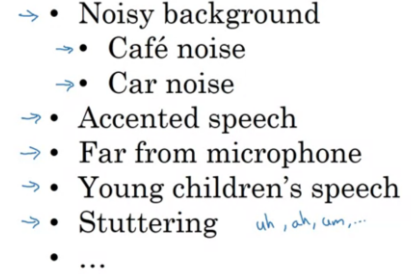 → • Noisy background
→ • Café noise
→ • Car noise
→ • Accented speech
→ • Far from microphone
→ • Young children’s speech
→ • Stuttering uh, ah, um,...
• ...